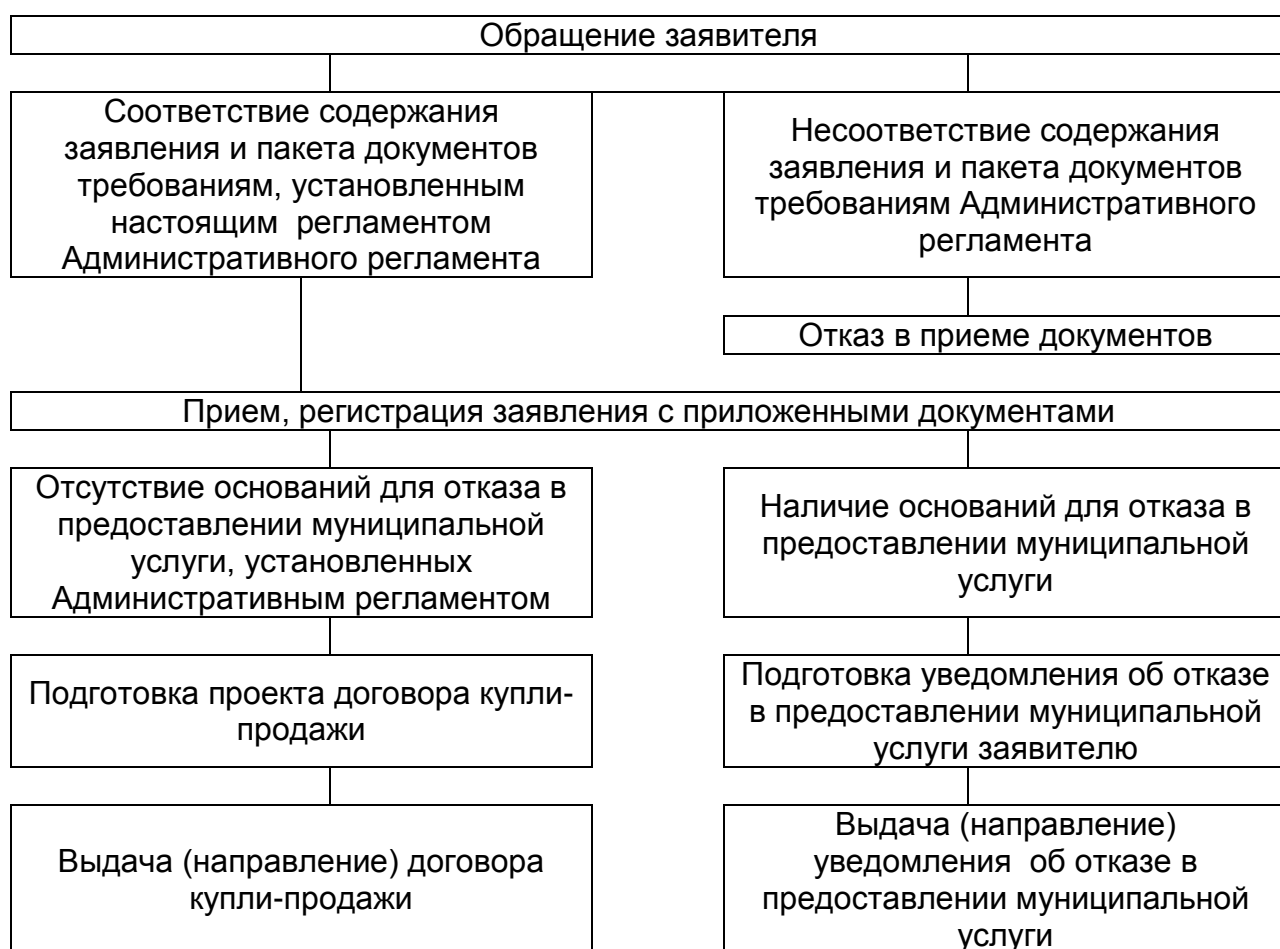 Обращение заявителя
Соответствие содержания
заявления и пакета документов
требованиям, установленным
настоящим  регламентом
Административного регламента
Несоответствие содержания
заявления и пакета документов
требованиям Административного
регламента
Отказ в приеме документов
Прием, регистрация заявления с приложенными документами
Отсутствие оснований для отказа в
предоставлении муниципальной
услуги, установленных
Административным регламентом
Наличие оснований для отказа в
предоставлении муниципальной
услуги
Подготовка проекта договора купли-
продажи
Подготовка уведомления об отказе
в предоставлении муниципальной
услуги заявителю
Выдача (направление) договора
купли-продажи
Выдача (направление)
уведомления  об отказе в
предоставлении муниципальной
услуги